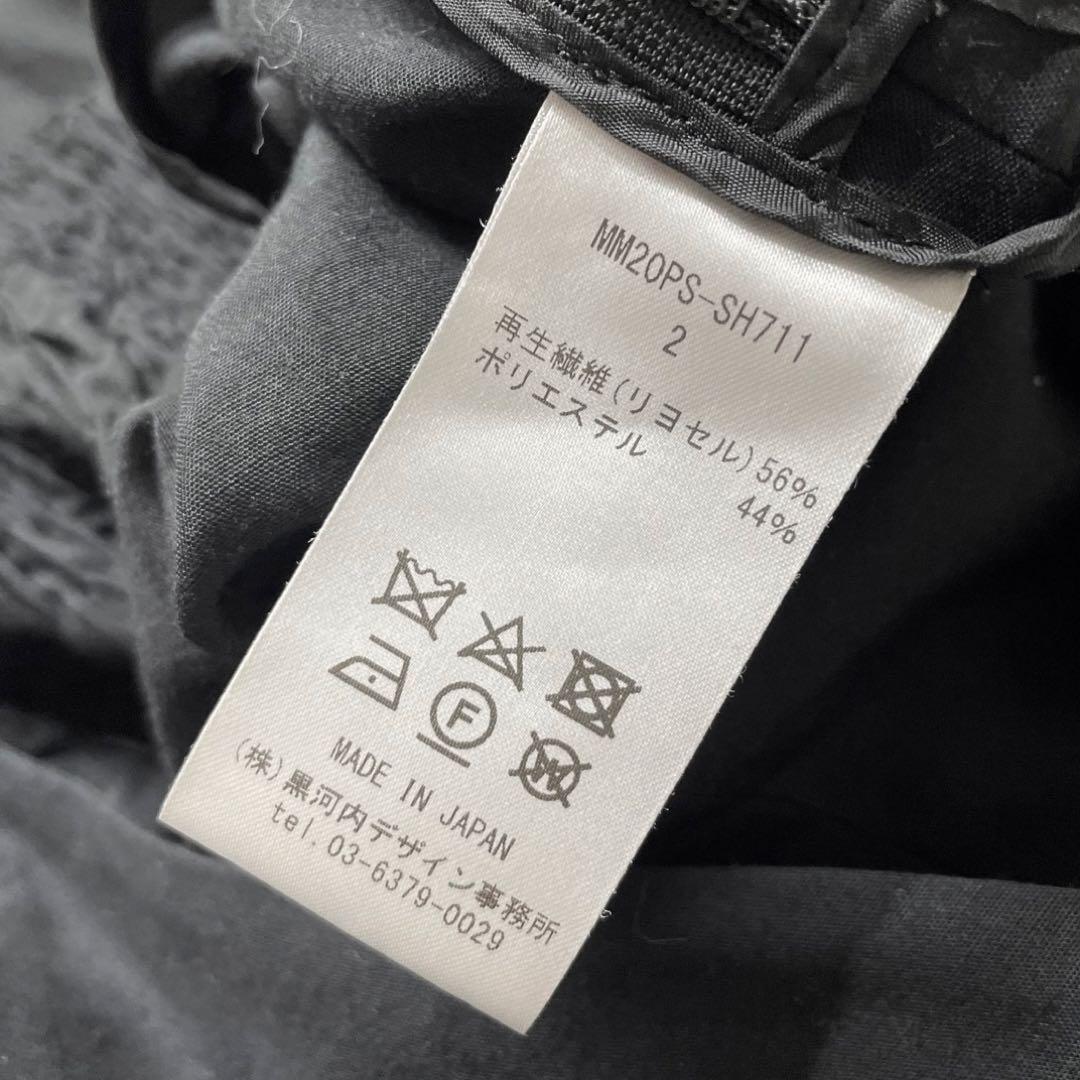 MM20PS-SH711
2
再生繊維(リヨセル)56%
ポリエステル 44%
F
W
MADE IN JAPAN
(株)黒河内デザイン事務所
tel.03-6379-0029